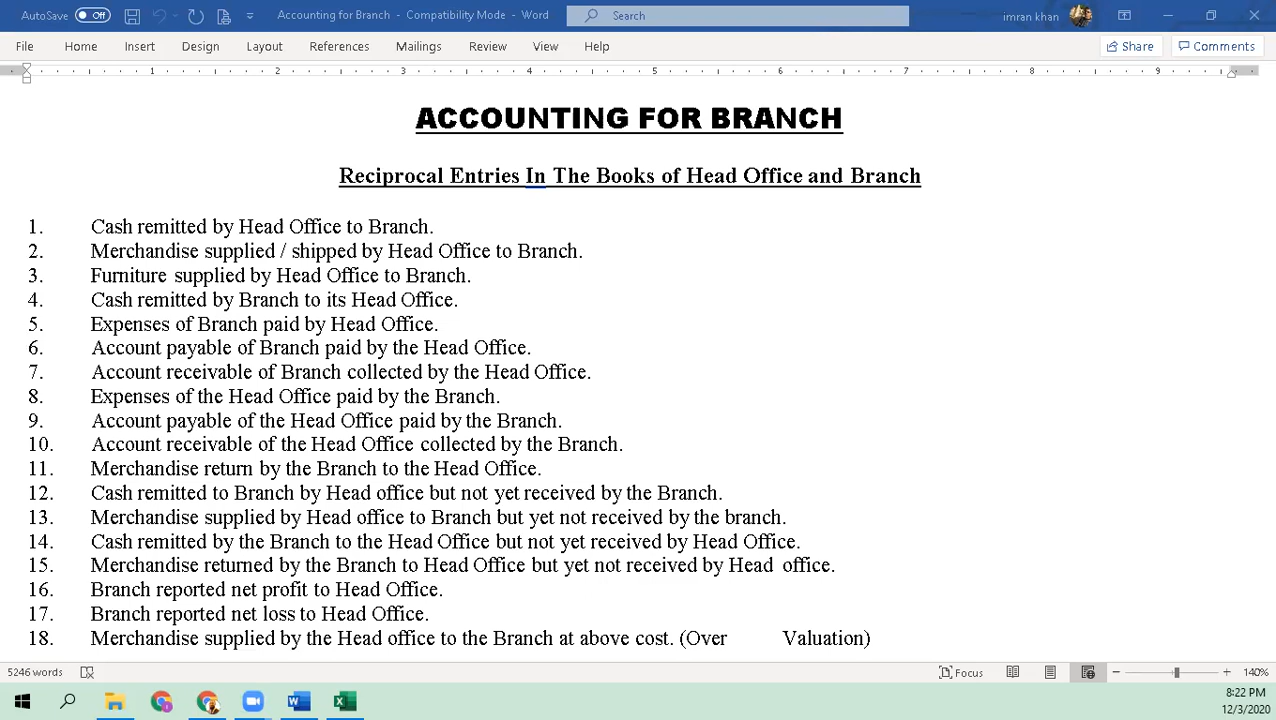 AutoSave Off Accounting for Branch - Compatibility Mode - Word Search imran khan
File Home Insert Design Layout References Mailings Review View Help Share Comments
1 2 3 4 5 6 7 8 9
ACCOUNTING FOR BRANCH
Reciprocal Entries In The Books of Head Office and Branch
1. Cash remitted by Head Office to Branch.
2. Merchandise supplied / shipped by Head Office to Branch.
3. Furniture supplied by Head Office to Branch.
4. Cash remitted by Branch to its Head Office.
5. Expenses of Branch paid by Head Office.
6. Account payable of Branch paid by the Head Office.
7. Account receivable of Branch collected by the Head Office.
8. Expenses of the Head Office paid by the Branch.
9. Account payable of the Head Office paid by the Branch.
10. Account receivable of the Head Office collected by the Branch.
11. Merchandise return by the Branch to the Head Office.
12. Cash remitted to Branch by Head office but not yet received by the Branch.
13. Merchandise supplied by Head office to Branch but yet not received by the branch.
14. Cash remitted by the Branch to the Head Office but not yet received by Head Office.
15. Merchandise returned by the Branch to Head Office but yet not received by Head office.
16. Branch reported net profit to Head Office.
17. Branch reported net loss to Head Office.
18. Merchandise supplied by the Head office to the Branch at above cost. (Over Valuation)
5246 words Focus 140%
8:22 PM
12/3/2020